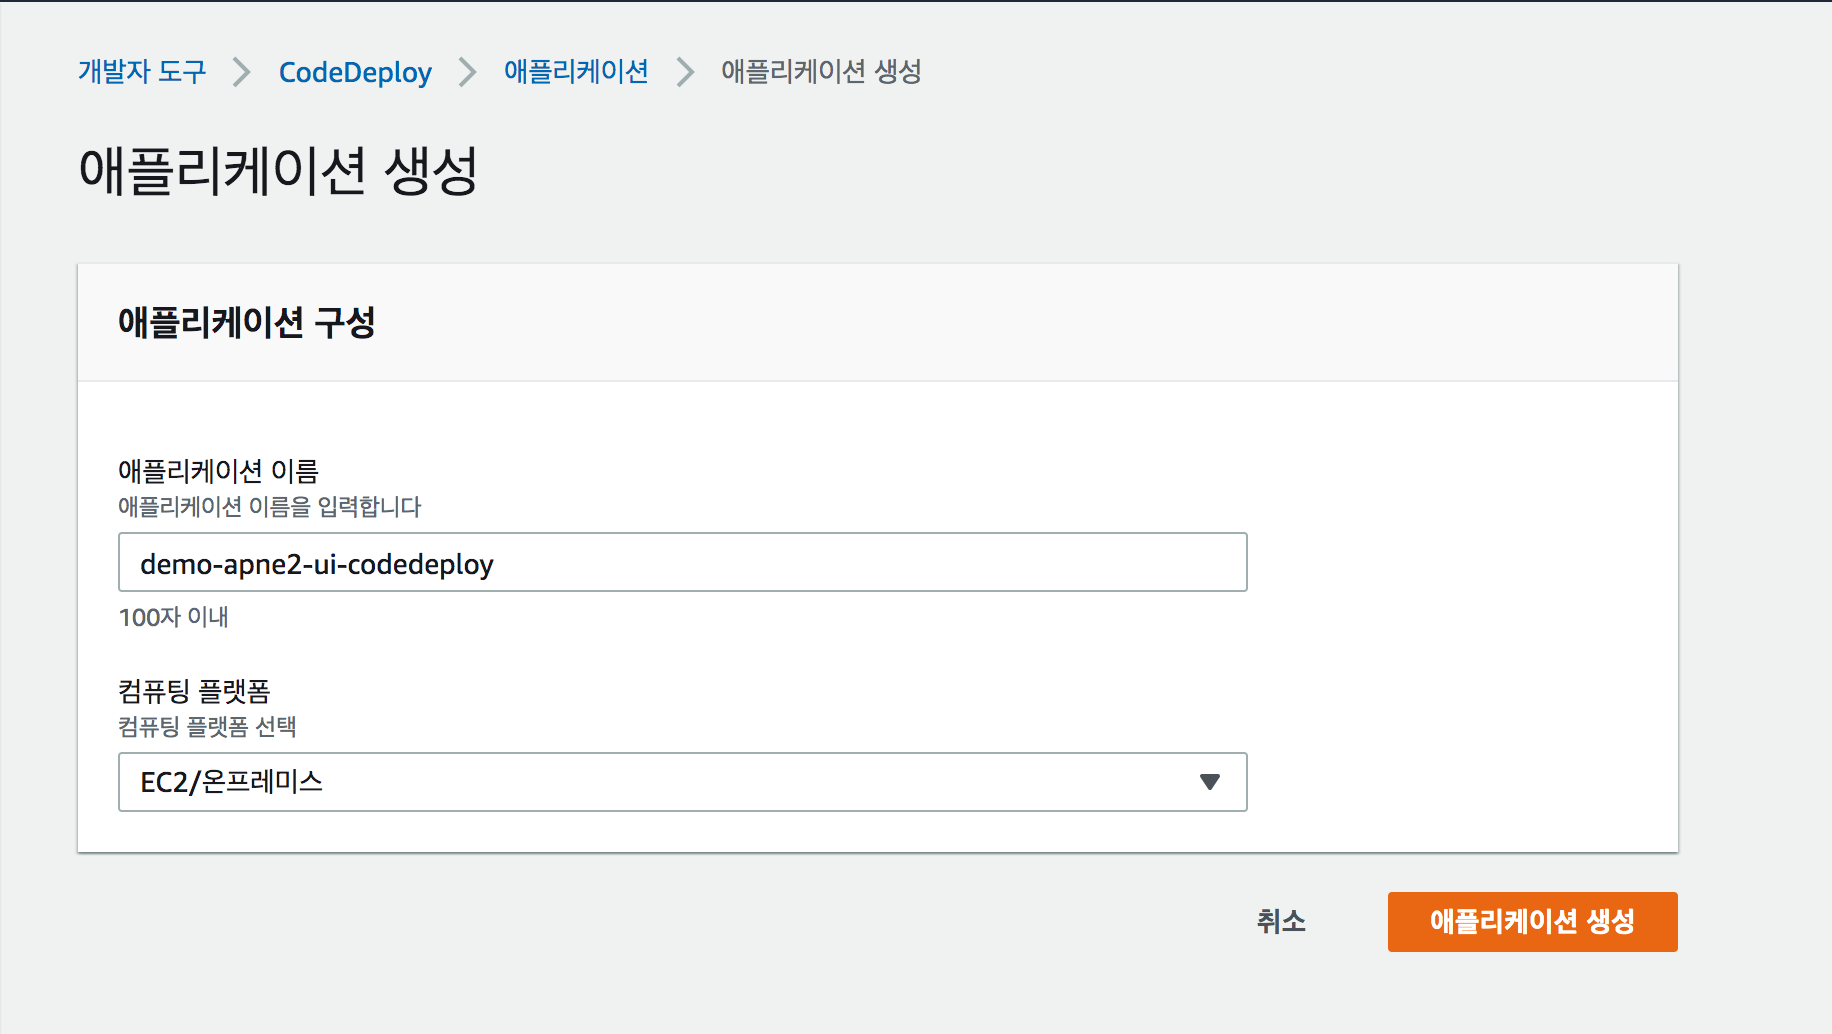 개발자 도구 > CodeDeploy > 애플리케이션 > 애플리케이션 생성
애플리케이션 생성
애플리케이션 구성
애플리케이션 이름
애플리케이션 이름을 입력합니다
demo-apne2-ui-codedeploy
100자 이내
컴퓨팅 플랫폼
컴퓨팅 플랫폼 선택
EC2/온프레미스
취소 애플리케이션 생성